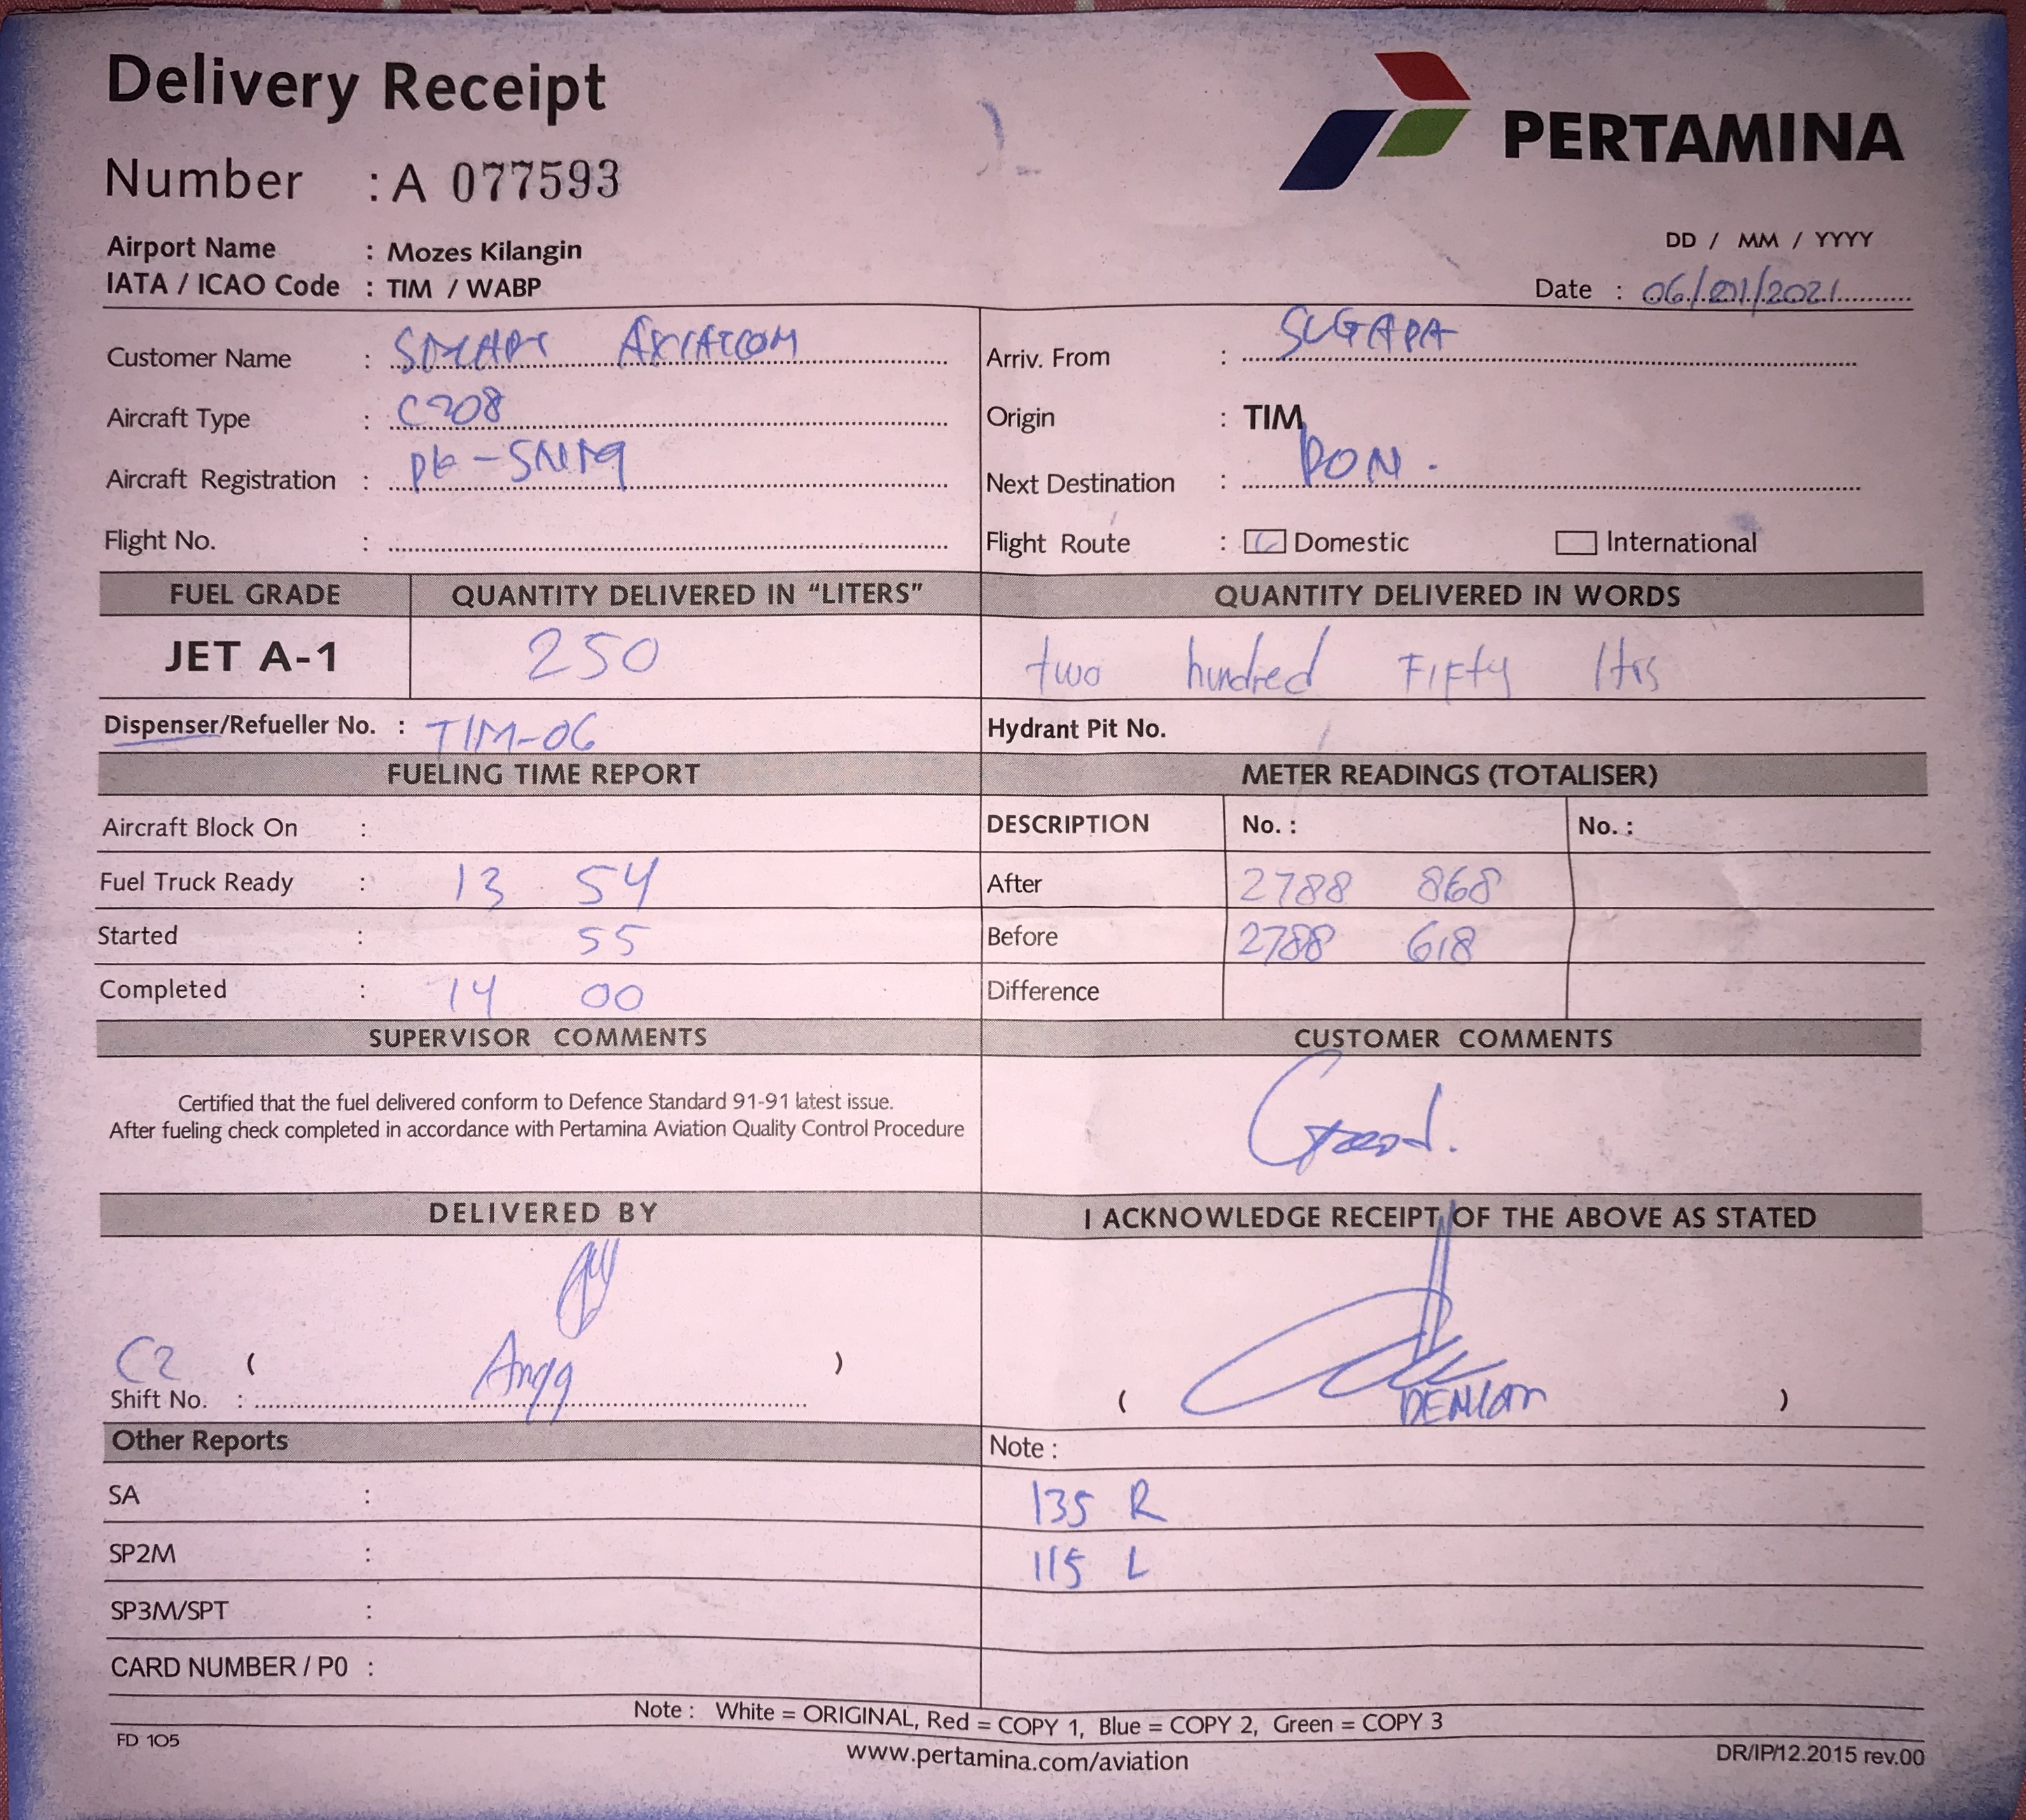 Delivery Receipt
PERTAMINA
Number : A 077593
Airport Name : Mozes Kilangin
IATA / ICAO Code : TIM / WABP
DD / MM / YYYY
Date : 06/01/2021
Customer Name : SMART AVIATION
Arriv. From : SUGAPA
Aircraft Type : C208
Origin : TIM
Aircraft Registration : PK-SNM
Next Destination :
Flight No. :
Flight Route : Domestic International
FUEL GRADE QUANTITY DELIVERED IN “LITERS” QUANTITY DELIVERED IN WORDS
JET A-1 250 two hundred Fifty ltrs
Dispenser/Refueller No. : TIM-06 Hydrant Pit No.
FUELING TIME REPORT METER READINGS (TOTALISER)
Aircraft Block On : DESCRIPTION No. : No. :
Fuel Truck Ready : 13 54 After 2788 868
Started : 55 Before 2788 618
Completed : 14 00 Difference
SUPERVISOR COMMENTS CUSTOMER COMMENTS
Certified that the fuel delivered conform to Defence Standard 91-91 latest issue.
After fueling check completed in accordance with Pertamina Aviation Quality Control Procedure
Good.
DELIVERED BY I ACKNOWLEDGE RECEIPT OF THE ABOVE AS STATED
C2 ( Angg )
Shift No. :
( )
Other Reports Note :
SA : 135 R
SP2M : 115 L
SP3M/SPT :
CARD NUMBER / P0 :
Note : White = ORIGINAL, Red = COPY 1, Blue = COPY 2, Green = COPY 3
FD 105
www.pertamina.com/aviation
DR/IP/12.2015 rev.00